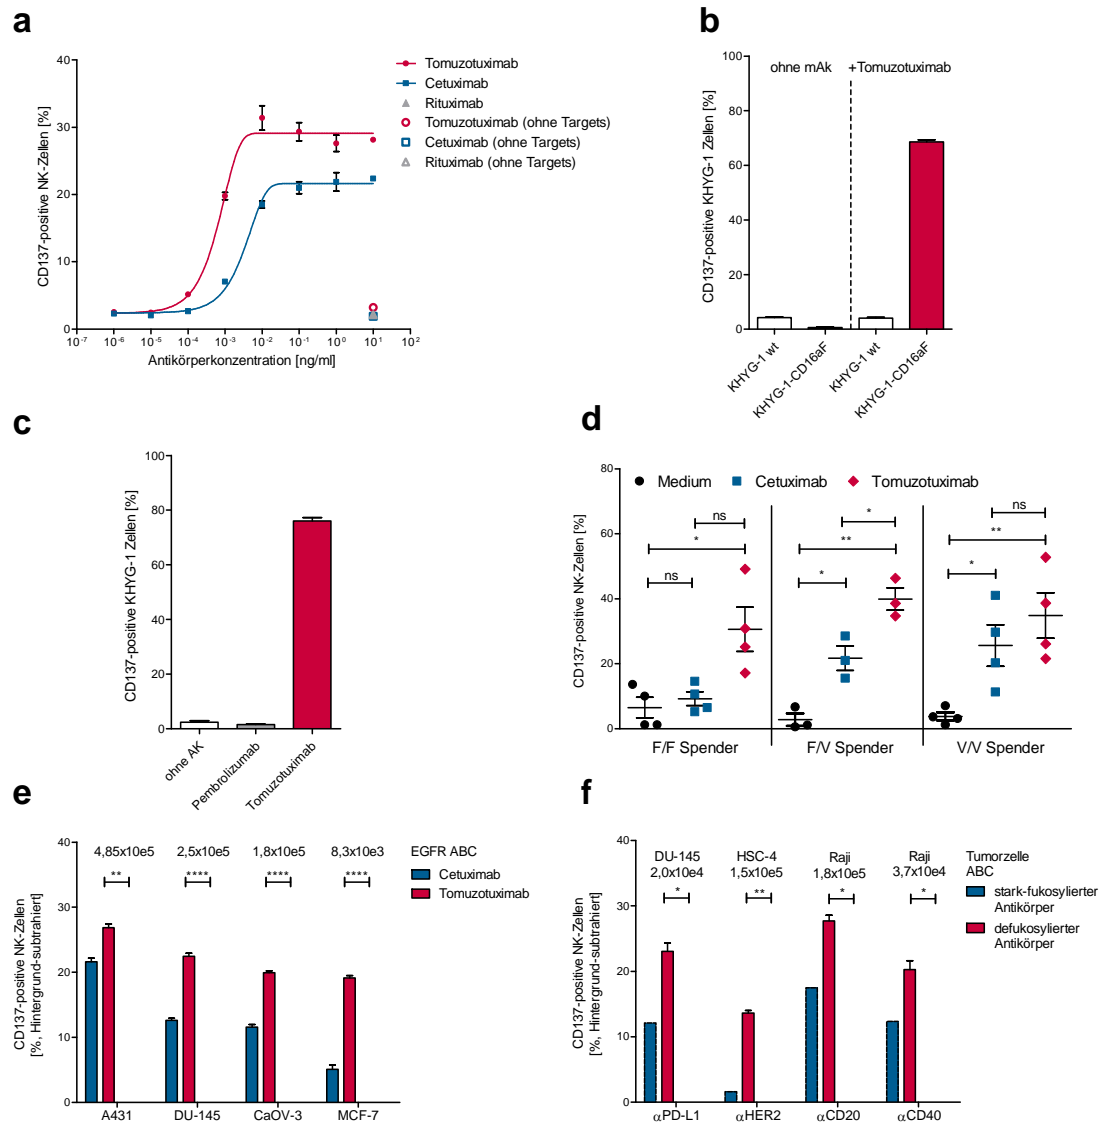 a
CD137-positive NK-Zellen [%]
40
30
20
10
0
10-7
10-6
10-5
10-4
10-3
10-2
10-1
100
101
102
Antikörperkonzentration [ng/ml]
Tomuzotuximab
Cetuximab
Rituximab
Tomuzotuximab (ohne Targets)
Cetuximab (ohne Targets)
Rituximab (ohne Targets)
b
CD137-positive KHYG-1 Zellen [%]
100
80
60
40
20
0
ohne mAk
+Tomuzotuximab
KHYG-1 wt
KHYG-1-CD16aF
KHYG-1 wt
KHYG-1-CD16aF
c
CD137-positive KHYG-1 Zellen [%]
100
80
60
40
20
0
ohne AK
Pembrolizumab
Tomuzotuximab
d
CD137-positive NK-Zellen [%]
80
60
40
20
0
Medium
Cetuximab
Tomuzotuximab
ns
*
ns
*
**
*
ns
**
*
F/F Spender
F/V Spender
V/V Spender
e
CD137-positive NK-Zellen
[%, Hintergrund-subtrahiert]
40
30
20
10
0
4,85x10e5
2,5x10e5
1,8x10e5
8,3x10e3
EGFR ABC
**
****
****
****
Cetuximab
Tomuzotuximab
A431
DU-145
CaOV-3
MCF-7
f
CD137-positive NK-Zellen
[%, Hintergrund-subtrahiert]
40
30
20
10
0
DU-145
2,0x10e4
HSC-4
1,5x10e5
Raji
1,8x10e5
Raji
3,7x10e4
Tumorzelle
ABC
*
**
*
*
stark-fukosylierter
Antikörper
defukosylierter
Antikörper
αPD-L1
αHER2
αCD20
αCD40